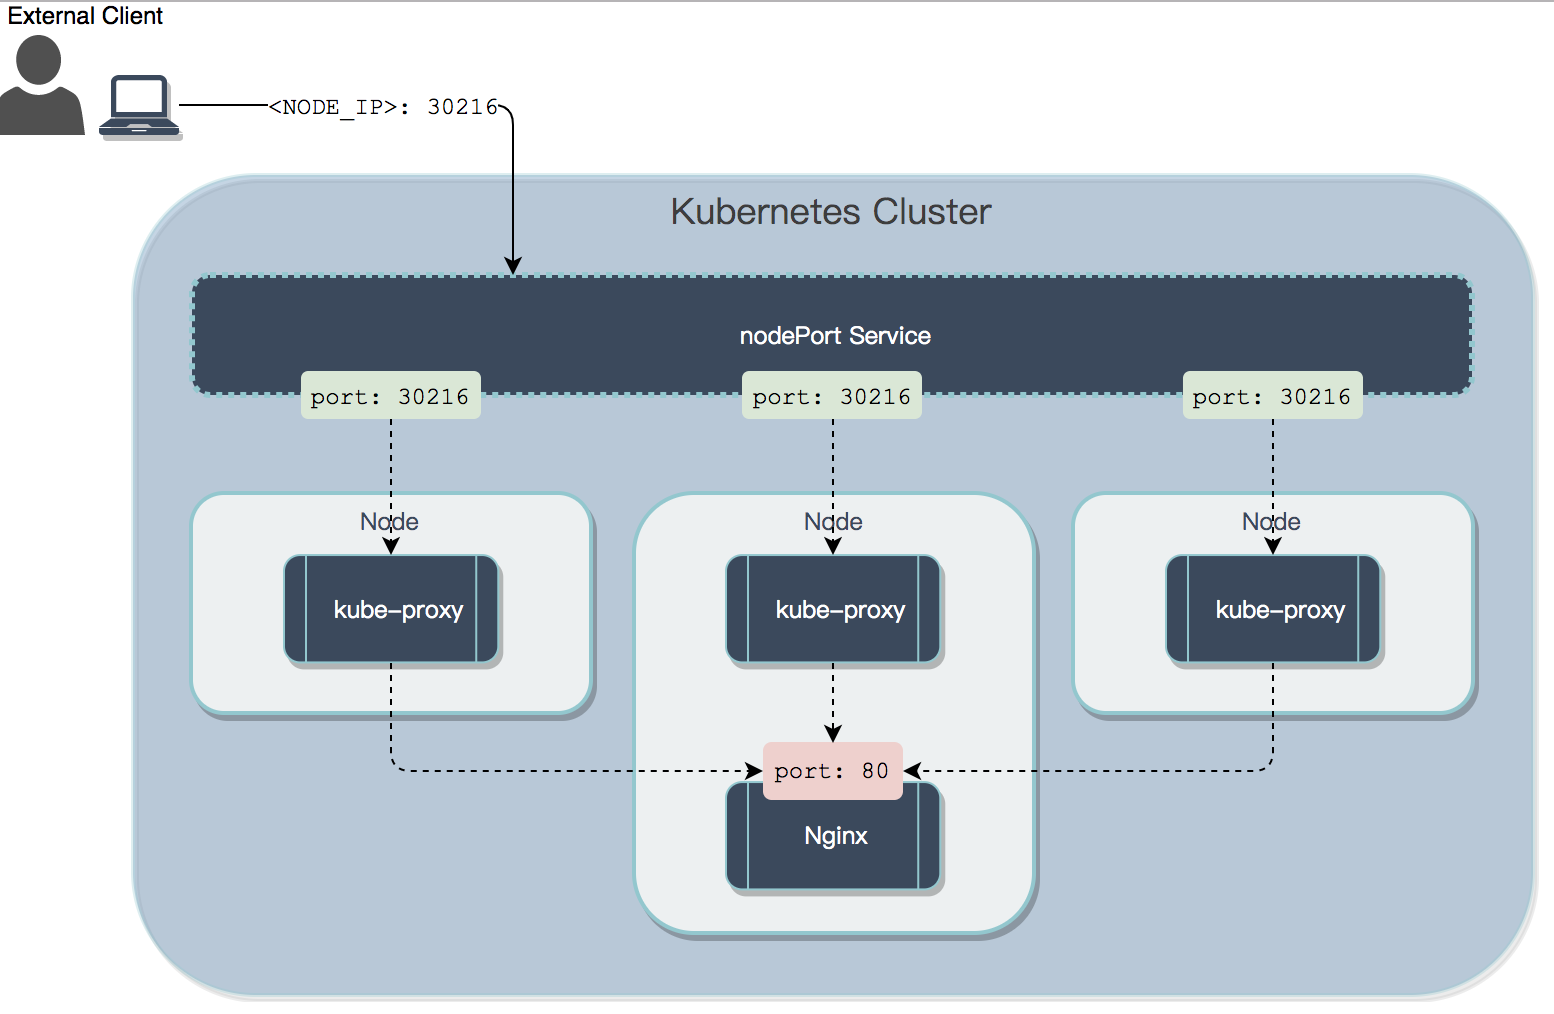 External Client
<NODE_IP>: 30216
Kubernetes Cluster
nodePort Service
port: 30216
port: 30216
port: 30216
Node
Node
Node
kube-proxy
kube-proxy
kube-proxy
port: 80
Nginx